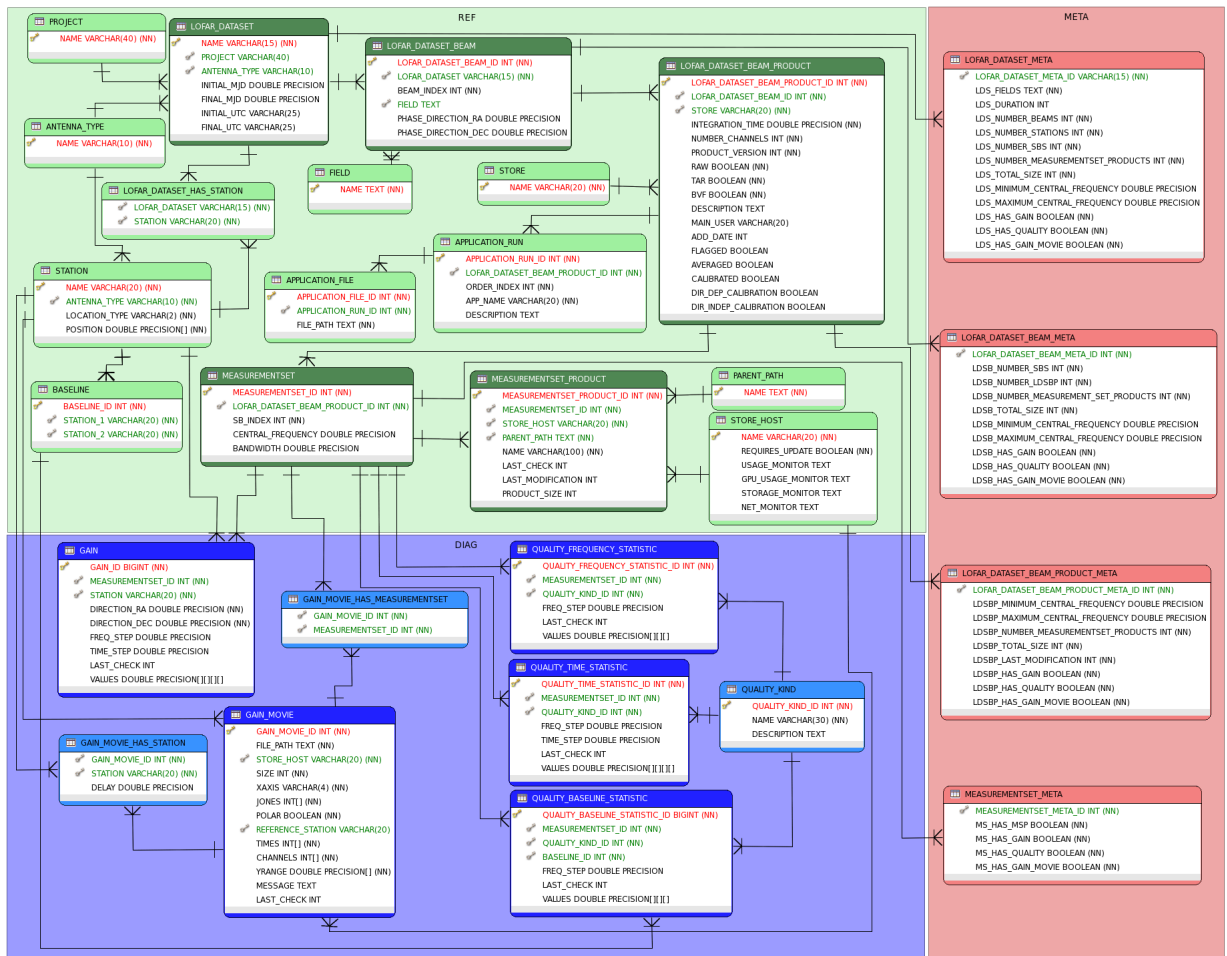 REF
META
PROJECT
NAME VARCHAR(40) (NN)
LOFAR_DATASET
NAME VARCHAR(15) (NN)
PROJECT VARCHAR(40)
ANTENNA_TYPE VARCHAR(10)
INITIAL_MJD DOUBLE PRECISION
FINAL_MJD DOUBLE PRECISION
INITIAL_UTC VARCHAR(25)
FINAL_UTC VARCHAR(25)
LOFAR_DATASET_BEAM
LOFAR_DATASET_BEAM_ID INT (NN)
LOFAR_DATASET VARCHAR(15) (NN)
BEAM_INDEX INT (NN)
FIELD TEXT
PHASE_DIRECTION_RA DOUBLE PRECISION
PHASE_DIRECTION_DEC DOUBLE PRECISION
LOFAR_DATASET_BEAM_PRODUCT
LOFAR_DATASET_BEAM_PRODUCT_ID INT (NN)
LOFAR_DATASET_BEAM_ID INT (NN)
STORE VARCHAR(20) (NN)
INTEGRATION_TIME DOUBLE PRECISION (NN)
NUMBER_CHANNELS INT (NN)
PRODUCT_VERSION INT (NN)
RAW BOOLEAN (NN)
TAR BOOLEAN (NN)
BVF BOOLEAN (NN)
DESCRIPTION TEXT
MAIN_USER VARCHAR(20)
ADD_DATE INT
FLAGGED BOOLEAN
AVERAGED BOOLEAN
CALIBRATED BOOLEAN
DIR_DEP_CALIBRATION BOOLEAN
DIR_INDEP_CALIBRATION BOOLEAN
LOFAR_DATASET_META
LOFAR_DATASET_META_ID VARCHAR(15) (NN)
LDS_FIELDS TEXT (NN)
LDS_DURATION INT
LDS_NUMBER_BEAMS INT (NN)
LDS_NUMBER_STATIONS INT (NN)
LDS_NUMBER_SBS INT (NN)
LDS_NUMBER_MEASUREMENTSET_PRODUCTS INT (NN)
LDS_TOTAL_SIZE INT (NN)
LDS_MINIMUM_CENTRAL_FREQUENCY DOUBLE PRECISION
LDS_MAXIMUM_CENTRAL_FREQUENCY DOUBLE PRECISION
LDS_HAS_GAIN BOOLEAN (NN)
LDS_HAS_QUALITY BOOLEAN (NN)
LDS_HAS_GAIN_MOVIE BOOLEAN (NN)
ANTENNA_TYPE
NAME VARCHAR(10) (NN)
FIELD
NAME TEXT (NN)
STORE
NAME VARCHAR(20) (NN)
LOFAR_DATASET_HAS_STATION
LOFAR_DATASET VARCHAR(15) (NN)
STATION VARCHAR(20) (NN)
APPLICATION_RUN
APPLICATION_RUN_ID INT (NN)
LOFAR_DATASET_BEAM_PRODUCT_ID INT (NN)
ORDER_INDEX INT (NN)
APP_NAME VARCHAR(20) (NN)
DESCRIPTION TEXT
STATION
NAME VARCHAR(20) (NN)
ANTENNA_TYPE VARCHAR(10) (NN)
LOCATION_TYPE VARCHAR(2) (NN)
POSITION DOUBLE PRECISION[] (NN)
APPLICATION_FILE
APPLICATION_FILE_ID INT (NN)
APPLICATION_RUN_ID INT (NN)
FILE_PATH TEXT (NN)
LOFAR_DATASET_BEAM_META
LOFAR_DATASET_BEAM_META_ID INT (NN)
LDSB_NUMBER_SBS INT (NN)
LDSB_NUMBER_LDSBP INT (NN)
LDSB_NUMBER_MEASUREMENT_SET_PRODUCTS INT (NN)
LDSB_TOTAL_SIZE INT (NN)
LDSB_MINIMUM_CENTRAL_FREQUENCY DOUBLE PRECISION
LDSB_MAXIMUM_CENTRAL_FREQUENCY DOUBLE PRECISION
LDSB_HAS_GAIN BOOLEAN (NN)
LDSB_HAS_QUALITY BOOLEAN (NN)
LDSB_HAS_GAIN_MOVIE BOOLEAN (NN)
BASELINE
BASELINE_ID INT (NN)
STATION_1 VARCHAR(20) (NN)
STATION_2 VARCHAR(20) (NN)
MEASUREMENTSET
MEASUREMENTSET_ID INT (NN)
LOFAR_DATASET_BEAM_PRODUCT_ID INT (NN)
SB_INDEX INT (NN)
CENTRAL_FREQUENCY DOUBLE PRECISION
BANDWIDTH DOUBLE PRECISION
MEASUREMENTSET_PRODUCT
MEASUREMENTSET_PRODUCT_ID INT (NN)
MEASUREMENTSET_ID INT (NN)
STORE_HOST VARCHAR(20) (NN)
PARENT_PATH TEXT (NN)
NAME VARCHAR(100) (NN)
LAST_CHECK INT
LAST_MODIFICATION INT
PRODUCT_SIZE INT
PARENT_PATH
NAME TEXT (NN)
STORE_HOST
NAME VARCHAR(20) (NN)
REQUIRES_UPDATE BOOLEAN (NN)
USAGE_MONITOR TEXT
GPU_USAGE_MONITOR TEXT
STORAGE_MONITOR TEXT
NET_MONITOR TEXT
DIAG
GAIN
GAIN_ID BIGINT (NN)
MEASUREMENTSET_ID INT (NN)
STATION VARCHAR(20) (NN)
DIRECTION_RA DOUBLE PRECISION (NN)
DIRECTION_DEC DOUBLE PRECISION (NN)
FREQ_STEP DOUBLE PRECISION
TIME_STEP DOUBLE PRECISION
LAST_CHECK INT
VALUES DOUBLE PRECISION[][][][]
GAIN_MOVIE_HAS_MEASUREMENTSET
GAIN_MOVIE_ID INT (NN)
MEASUREMENTSET_ID INT (NN)
QUALITY_FREQUENCY_STATISTIC
QUALITY_FREQUENCY_STATISTIC_ID INT (NN)
MEASUREMENTSET_ID INT (NN)
QUALITY_KIND_ID INT (NN)
FREQ_STEP DOUBLE PRECISION
LAST_CHECK INT
VALUES DOUBLE PRECISION[][][]
LOFAR_DATASET_BEAM_PRODUCT_META
LOFAR_DATASET_BEAM_PRODUCT_META_ID INT (NN)
LDSBP_MINIMUM_CENTRAL_FREQUENCY DOUBLE PRECISION
LDSBP_MAXIMUM_CENTRAL_FREQUENCY DOUBLE PRECISION
LDSBP_NUMBER_MEASUREMENTSET_PRODUCTS INT (NN)
LDSBP_TOTAL_SIZE INT (NN)
LDSBP_LAST_MODIFICATION INT (NN)
LDSBP_HAS_GAIN BOOLEAN (NN)
LDSBP_HAS_QUALITY BOOLEAN (NN)
LDSBP_HAS_GAIN_MOVIE BOOLEAN (NN)
QUALITY_TIME_STATISTIC
QUALITY_TIME_STATISTIC_ID INT (NN)
MEASUREMENTSET_ID INT (NN)
QUALITY_KIND_ID INT (NN)
FREQ_STEP DOUBLE PRECISION
TIME_STEP DOUBLE PRECISION
LAST_CHECK INT
VALUES DOUBLE PRECISION[][][][]
QUALITY_KIND
QUALITY_KIND_ID INT (NN)
NAME VARCHAR(30) (NN)
DESCRIPTION TEXT
GAIN_MOVIE
GAIN_MOVIE_ID INT (NN)
FILE_PATH TEXT (NN)
STORE_HOST VARCHAR(20) (NN)
SIZE INT (NN)
XAXIS VARCHAR(4) (NN)
JONES INT[] (NN)
POLAR BOOLEAN (NN)
REFERENCE_STATION VARCHAR(20)
TIMES INT[] (NN)
CHANNELS INT[] (NN)
YRANGE DOUBLE PRECISION[] (NN)
MESSAGE TEXT
LAST_CHECK INT
GAIN_MOVIE_HAS_STATION
GAIN_MOVIE_ID INT (NN)
STATION VARCHAR(20) (NN)
DELAY DOUBLE PRECISION
QUALITY_BASELINE_STATISTIC
QUALITY_BASELINE_STATISTIC_ID BIGINT (NN)
MEASUREMENTSET_ID INT (NN)
QUALITY_KIND_ID INT (NN)
BASELINE_ID INT (NN)
FREQ_STEP DOUBLE PRECISION
LAST_CHECK INT
VALUES DOUBLE PRECISION[][][]
MEASUREMENTSET_META
MEASUREMENTSET_META_ID INT (NN)
MS_HAS_MSP BOOLEAN (NN)
MS_HAS_GAIN BOOLEAN (NN)
MS_HAS_QUALITY BOOLEAN (NN)
MS_HAS_GAIN_MOVIE BOOLEAN (NN)